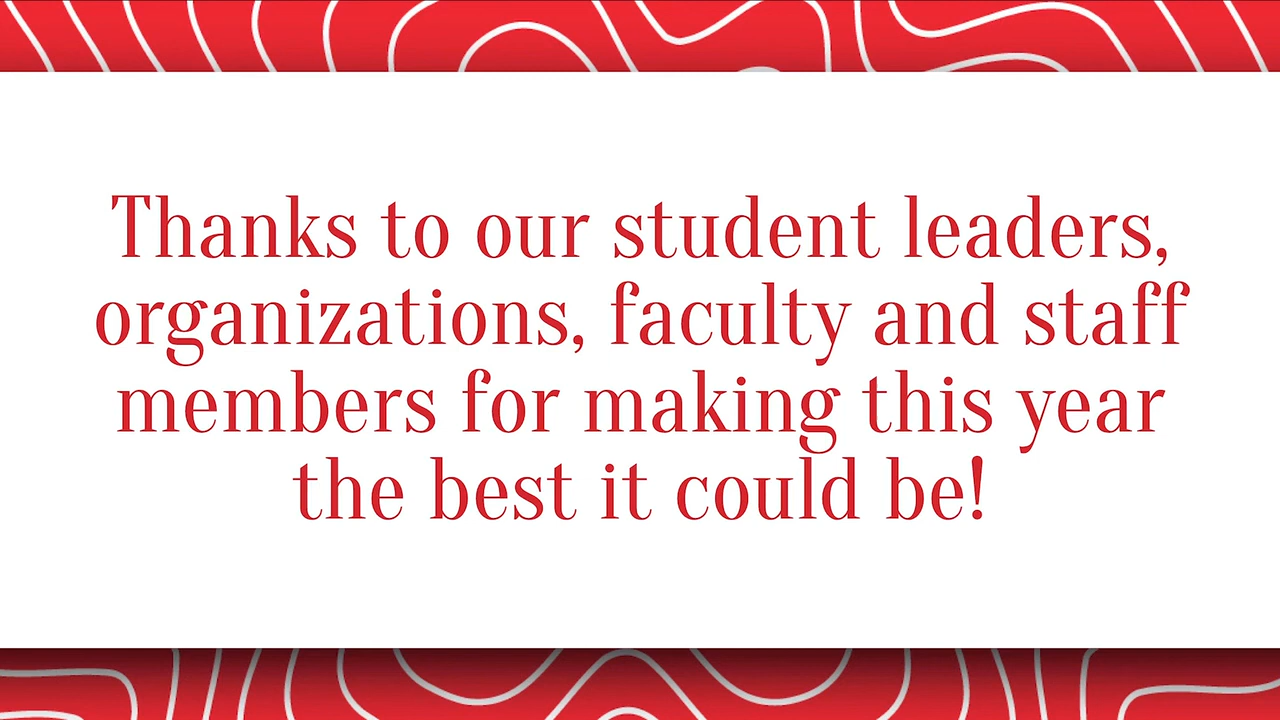 Thanks to our student leaders,
organizations, faculty and staff
members for making this year
the best it could be!